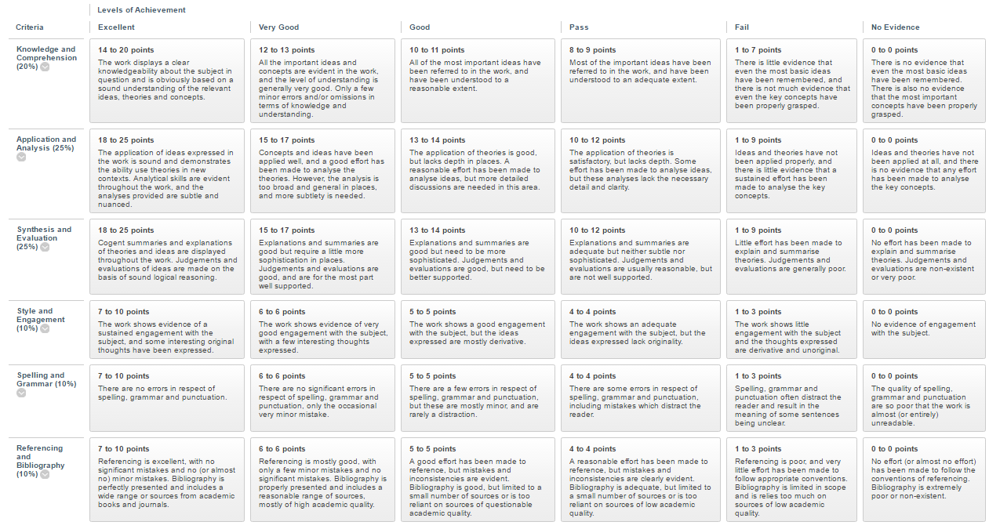 Levels of Achievement
Criteria
Excellent
Very Good
Good
Pass
Fail
No Evidence
Knowledge and
Comprehension
(20%)
14 to 20 points
The work displays a clear
knowledgeability about the subject in
question and is obviously based on a
sound understanding of the relevant
ideas, theories and concepts.
12 to 13 points
All the important ideas and
concepts are evident in the work,
and the level of understanding is
generally very good. Only a few
minor errors and/or omissions in
terms of knowledge and
understanding.
10 to 11 points
All of the most important ideas have
been referred to in the work, and
have been understood to a
reasonable extent.
8 to 9 points
Most of the important ideas have been
referred to in the work, and have been
understood to an adequate extent.
1 to 7 points
There is little evidence that
even the most basic ideas
have been remembered, and
there is not much evidence that
even the key concepts have
been properly grasped.
0 to 0 points
There is no evidence that
even the most basic ideas
have been remembered.
There is also no evidence
that the most important
concepts have been properly
grasped.
Application and
Analysis (25%)
18 to 25 points
The application of ideas expressed in
the work is sound and demonstrates
the ability use theories in new
contexts. Analytical skills are evident
throughout the work, and the
analyses provided are subtle and
nuanced.
15 to 17 points
Concepts and ideas have been
applied well, and a good effort has
been made to analyse the
theories. However, the analysis is
too broad and general in places,
and more subtlety is needed.
13 to 14 points
The application of theories is good,
but lacks depth in places. A
reasonable effort has been made to
analyse ideas, but more detailed
discussions are needed in this area.
10 to 12 points
The application of theories is
satisfactory, but lacks depth. Some
effort has been made to analyse ideas,
but these analyses lack the necessary
detail and clarity.
1 to 9 points
Ideas and theories have not
been applied properly, and
there is little evidence that a
sustained effort has been
made to analyse the key
concepts.
0 to 0 points
Ideas and theories have not
been applied at all, and there
is no evidence that any effort
has been made to analyse
the key concepts.
Synthesis and
Evaluation
(25%)
18 to 25 points
Cogent summaries and explanations
of theories and ideas are displayed
throughout the work. Judgements and
evaluations of ideas are made on the
basis of sound logical reasoning.
15 to 17 points
Explanations and summaries are
good but require a little more
sophistication in places.
Judgements and evaluations are
good, and are for the most part
well supported.
13 to 14 points
Explanations and summaries are
good but need to be more
sophisticated. Judgements and
evaluations are good, but need to be
better supported.
10 to 12 points
Explanations and summaries are
adequate but neither subtle nor
sophisticated. Judgements and
evaluations are usually reasonable, but
are not well supported.
1 to 9 points
Little effort has been made to
explain and summarise
theories. Judgements and
evaluations are generally poor.
0 to 0 points
No effort has been made to
explain and summarise
theories. Judgements and
evaluations are non-existent
or very poor.
Style and
Engagement
(10%)
7 to 10 points
The work shows evidence of a
sustained engagement with the
subject, and some interesting original
thoughts have been expressed.
6 to 6 points
The work shows evidence of very
good engagement with the subject,
with a few interesting thoughts
expressed.
5 to 5 points
The work shows a good engagement
with the subject, but the ideas
expressed are mostly derivative.
4 to 4 points
The work shows an adequate
engagement with the subject, but the
ideas expressed lack originality.
1 to 3 points
The work shows little
engagement with the subject
and the thoughts expressed
are derivative and unoriginal.
0 to 0 points
No evidence of engagement
with the subject.
Spelling and
Grammar (10%)
7 to 10 points
There are no errors in respect of
spelling, grammar and punctuation.
6 to 6 points
There are no significant errors in
respect of spelling, grammar and
punctuation, only the occasional
very minor mistake.
5 to 5 points
There are a few errors in respect of
spelling, grammar and punctuation,
but these are mostly minor, and are
rarely a distraction.
4 to 4 points
There are some errors in respect of
spelling, grammar and punctuation,
including mistakes which distract the
reader.
1 to 3 points
Spelling, grammar and
punctuation often distract the
reader and result in the
meaning of some sentences
being unclear.
0 to 0 points
The quality of spelling,
grammar and punctuation
are so poor that the work is
almost (or entirely)
unreadable.
Referencing
and
Bibliography
(10%)
7 to 10 points
Referencing is excellent, with no
significant mistakes and no (or almost
no) minor mistakes. Bibliography is
perfectly presented and includes a
wide range or sources from academic
books and journals.
6 to 6 points
Referencing is mostly good, with
only a few minor mistakes and no
significant mistakes. Bibliography is
properly presented and includes a
reasonable range of sources,
mostly of high academic quality.
5 to 5 points
A good effort has been made to
reference, but mistakes and
inconsistencies are evident.
Bibliography is good, but limited to a
small number of sources or is too
reliant on sources of questionable
academic quality.
4 to 4 points
A reasonable effort has been made to
reference, but mistakes and
inconsistencies are clearly evident.
Bibliography is adequate, but limited to
a small number of sources or is too
reliant on sources of low academic
quality.
1 to 3 points
Referencing is poor, and very
little effort has been made to
follow appropriate conventions.
Bibliography is limited in scope
and is relies too much on
sources of low academic
quality.
0 to 0 points
No effort (or almost no effort)
has been made to follow the
conventions of referencing.
Bibliography is extremely
poor or non-existent.